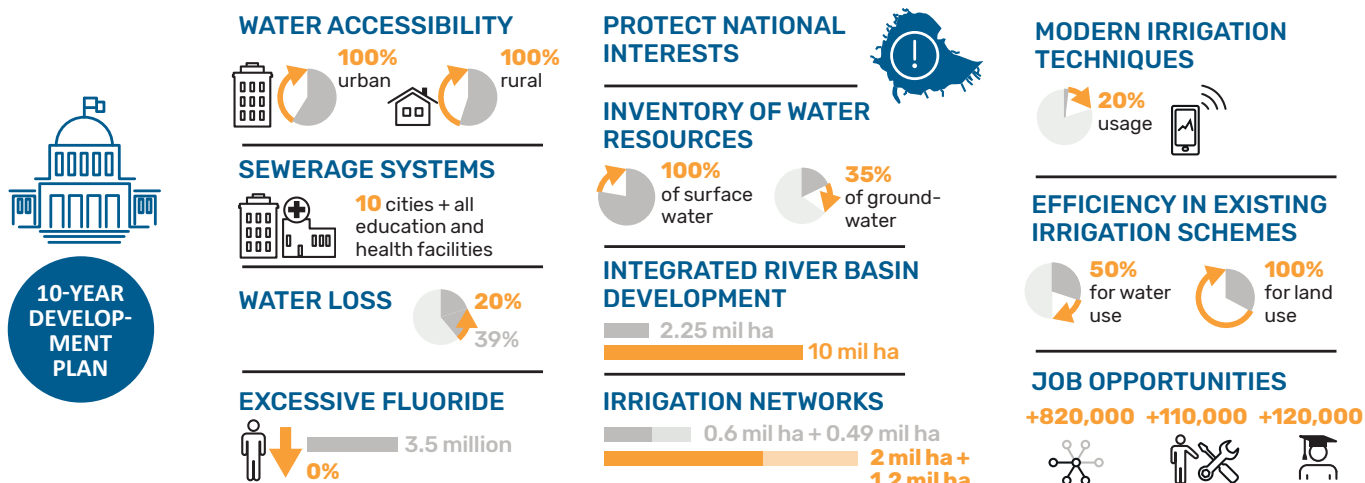 10-YEAR
DEVELOP-
MENT
PLAN
WATER ACCESSIBILITY
100%
urban
100%
rural
SEWERAGE SYSTEMS
10 cities + all
education and
health facilities
WATER LOSS
20%
39%
EXCESSIVE FLUORIDE
3.5 million
0%
PROTECT NATIONAL
INTERESTS
!
INVENTORY OF WATER
RESOURCES
100%
of surface
water
35%
of ground-
water
INTEGRATED RIVER BASIN
DEVELOPMENT
2.25 mil ha
10 mil ha
IRRIGATION NETWORKS
0.6 mil ha + 0.49 mil ha
2 mil ha +
1.2 mil ha
MODERN IRRIGATION
TECHNIQUES
20%
usage
EFFICIENCY IN EXISTING
IRRIGATION SCHEMES
50%
for water
use
100%
for land
use
JOB OPPORTUNITIES
+820,000 +110,000 +120,000